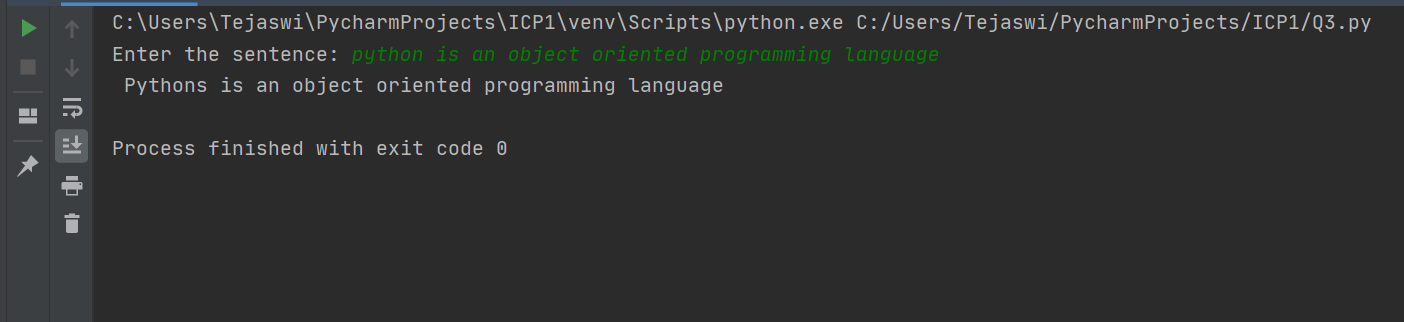 C:\Users\Tejaswi\PycharmProjects\ICP1\venv\Scripts\python.exe C:/Users/Tejaswi/PycharmProjects/ICP1/Q3.py
Enter the sentence: python is an object oriented programming language
 Pythons is an object oriented programming language
Process finished with exit code 0